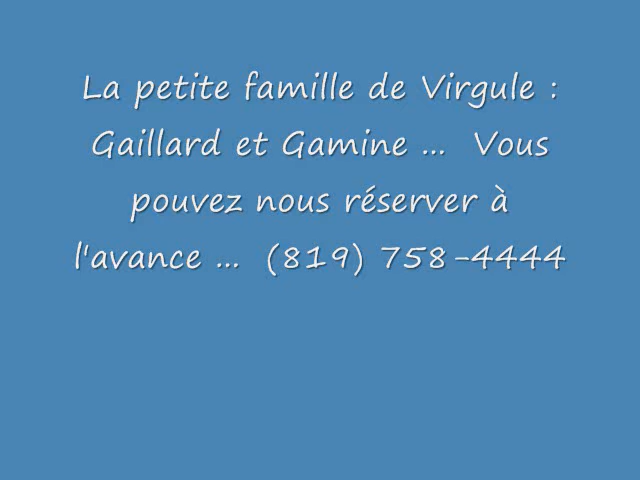 La petite famille de Virgule :
Gaillard et Gamine ...  Vous
pouvez nous réserver à
l'avance ...  (819) 758-4444